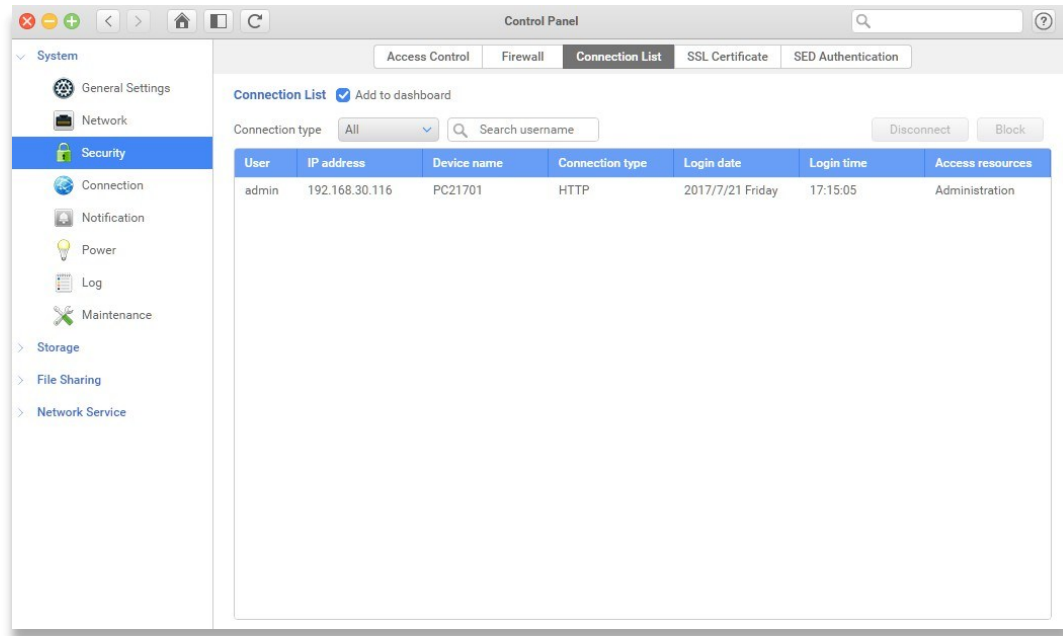 Control Panel
?
System
General Settings
Network
Security
Connection
Notification
Power
Log
Maintenance
Storage
File Sharing
Network Service
Access Control Firewall Connection List SSL Certificate SED Authentication
Connection List Add to dashboard
Connection type All Search username Disconnect Block
User IP address Device name Connection type Login date Login time Access resources
admin 192.168.30.116 PC21701 HTTP 2017/7/21 Friday 17:15:05 Administration